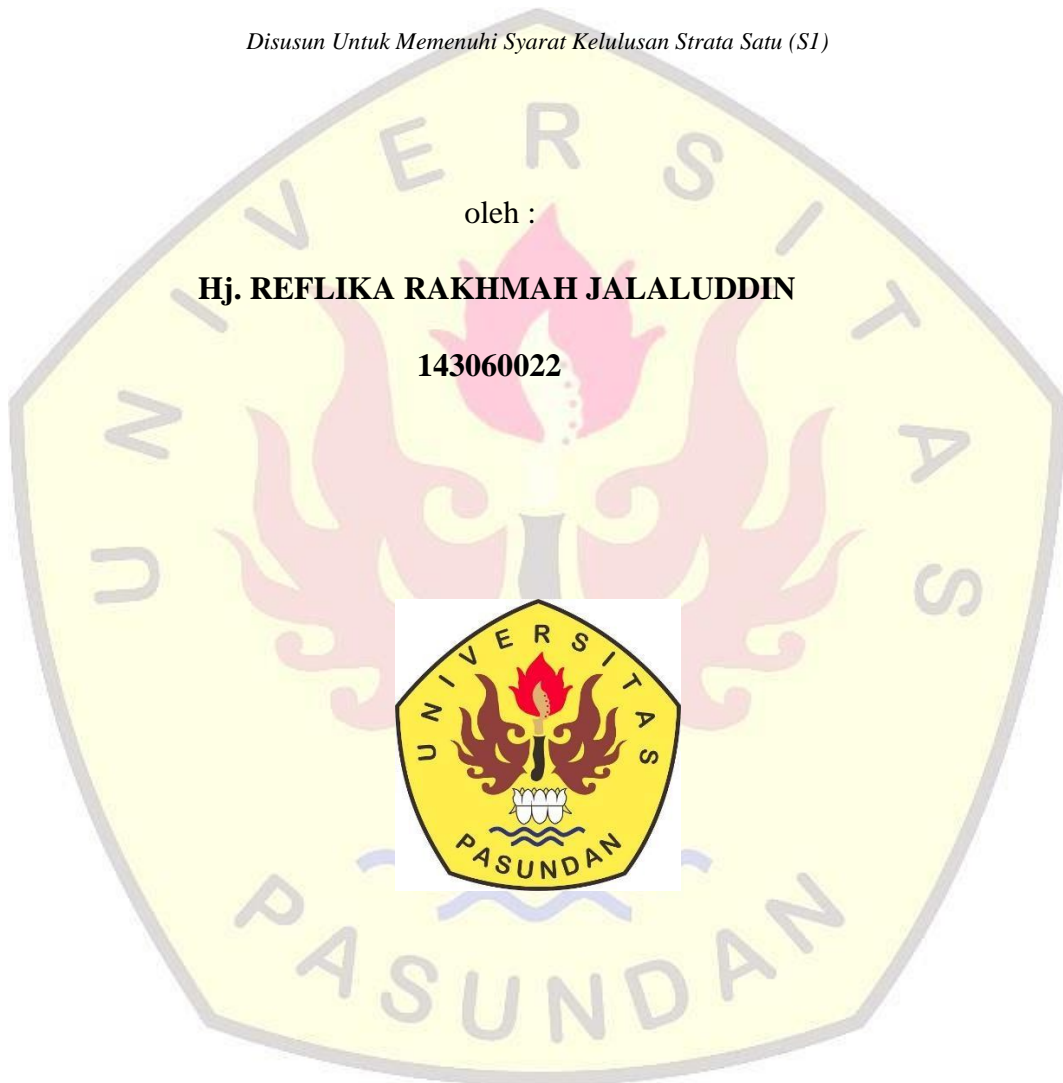 Disusun Untuk Memenuhi Syarat Kelulusan Strata Satu (S1)
oleh :
Hj. REFLIKA RAKHMAH JALALUDDIN
143060022
UNIVERSITAS
PASUNDAN
UNIVERSITAS
PASUNDAN